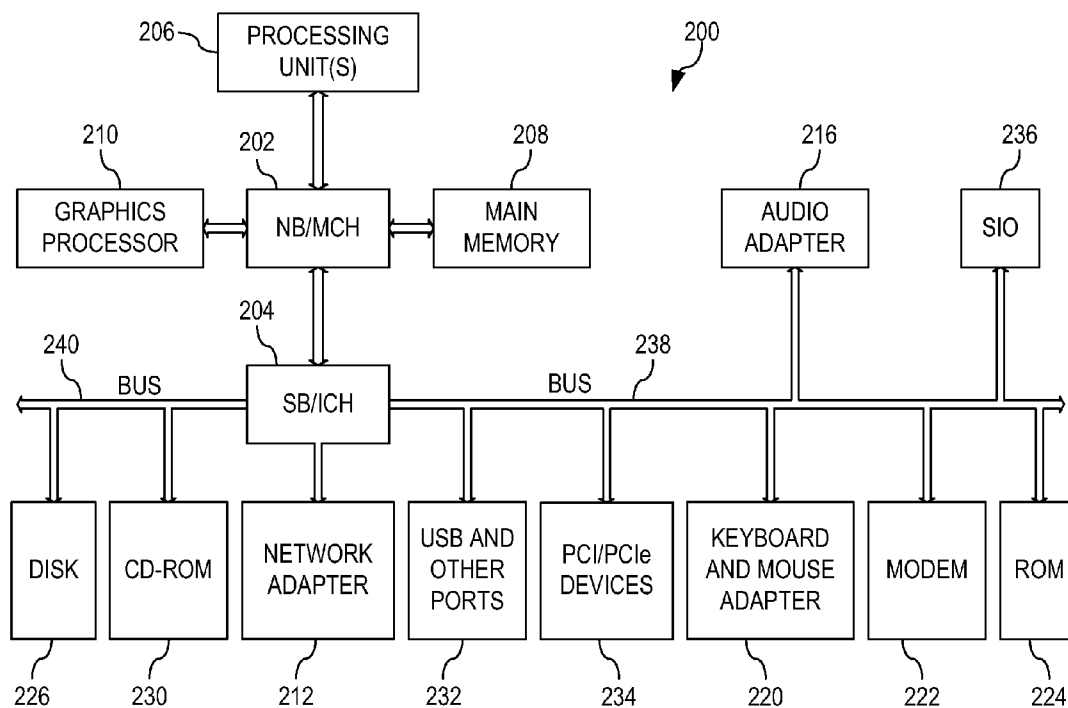 206
PROCESSING
UNIT(S)
200
210
202
208
216
236
GRAPHICS
PROCESSOR
NB/MCH
MAIN
MEMORY
AUDIO
ADAPTER
SIO
204
240
BUS
SB/ICH
BUS
238
DISK
CD-ROM
NETWORK
ADAPTER
USB AND
OTHER
PORTS
PCI/PCIe
DEVICES
KEYBOARD
AND MOUSE
ADAPTER
MODEM
ROM
226
230
212
232
234
220
222
224